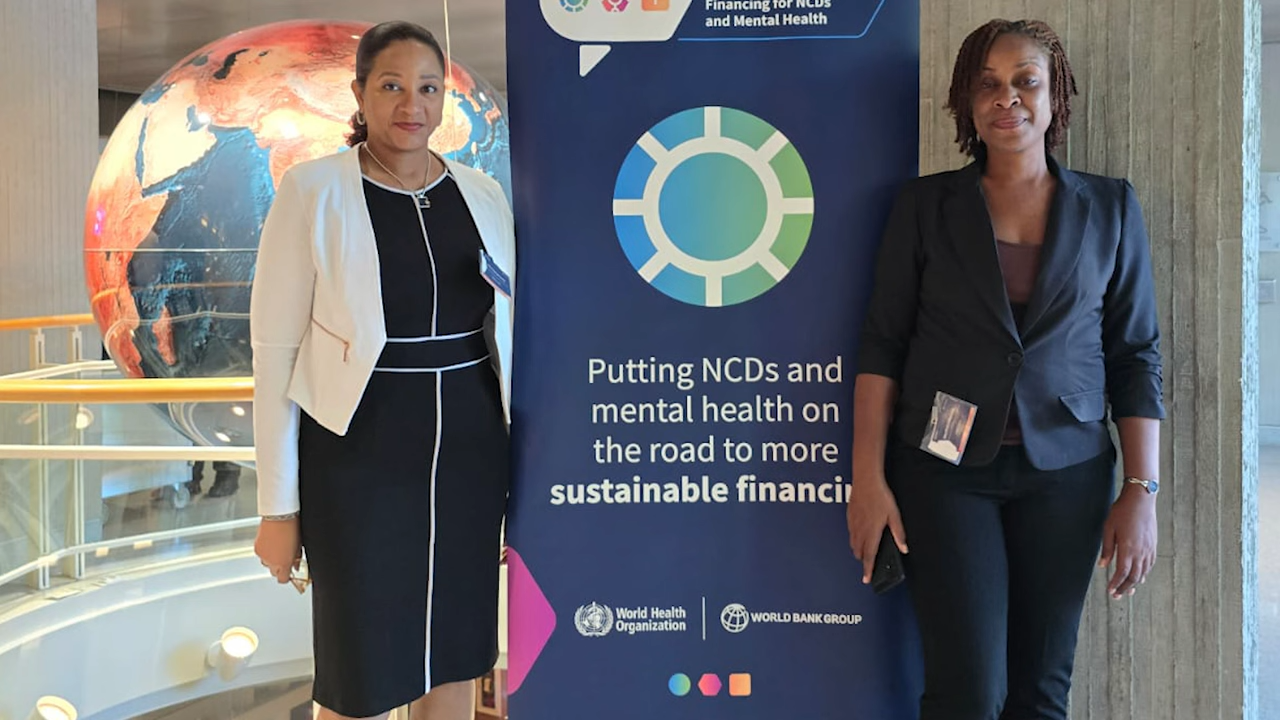 Financing for NCDs
and Mental Health
Putting NCDs and
mental health on
the road to more
sustainable financin
World Health
Organization
WORLD BANK GROUP